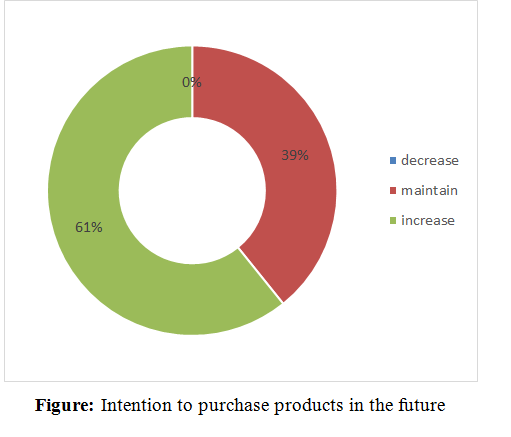 0%
39%
61%
decrease
maintain
increase
Figure: Intention to purchase products in the future